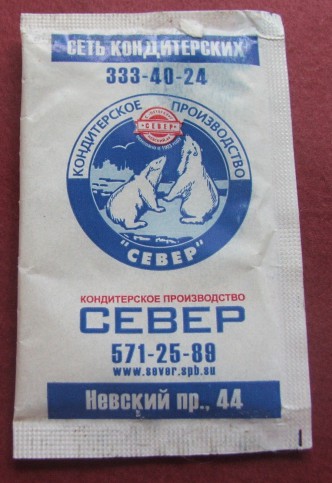 СЕТЬ КОНДИТЕРСКИХ
333-40-24
КОНДИТЕРСКОЕ ПРОИЗВОДСТВО
СЕВЕР
"СЕВЕР"
КОНДИТЕРСКОЕ ПРОИЗВОДСТВО
СЕВЕР
571-25-89
www.sever.spb.su
Невский пр., 44